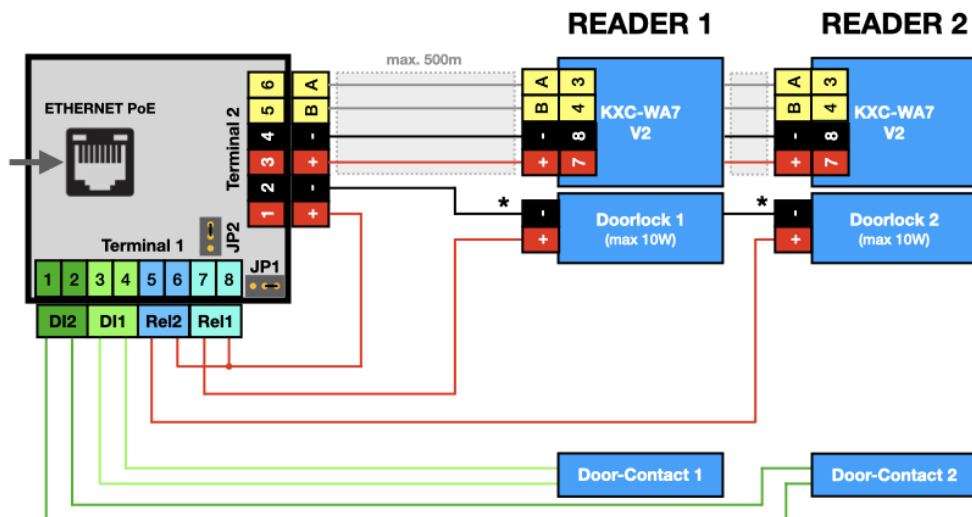 READER 1
READER 2
max. 500m
ETHERNET PoE
Terminal 2
6 A
5 B
4 -
3 +
2 -
1 +
A 3
B 4
- 8
+ 7
KXC-WA7
V2
A 3
B 4
- 8
+ 7
KXC-WA7
V2
* -
+
Doorlock 1
(max 10W)
* -
+
Doorlock 2
(max 10W)
JP2
Terminal 1
JP1
1 2 3 4 5 6 7 8
DI2 DI1 Rel2 Rel1
Door-Contact 1
Door-Contact 2